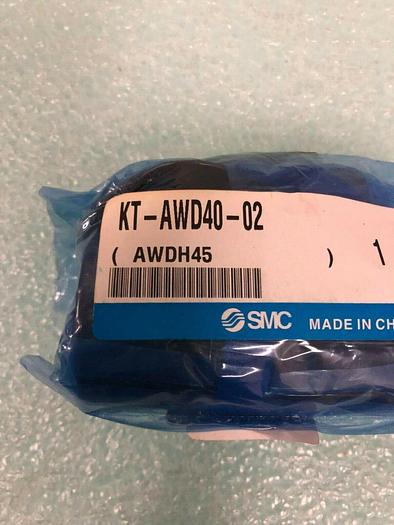 KT-AWD40-02
( AWDH45 ) 1
SMC MADE IN CH